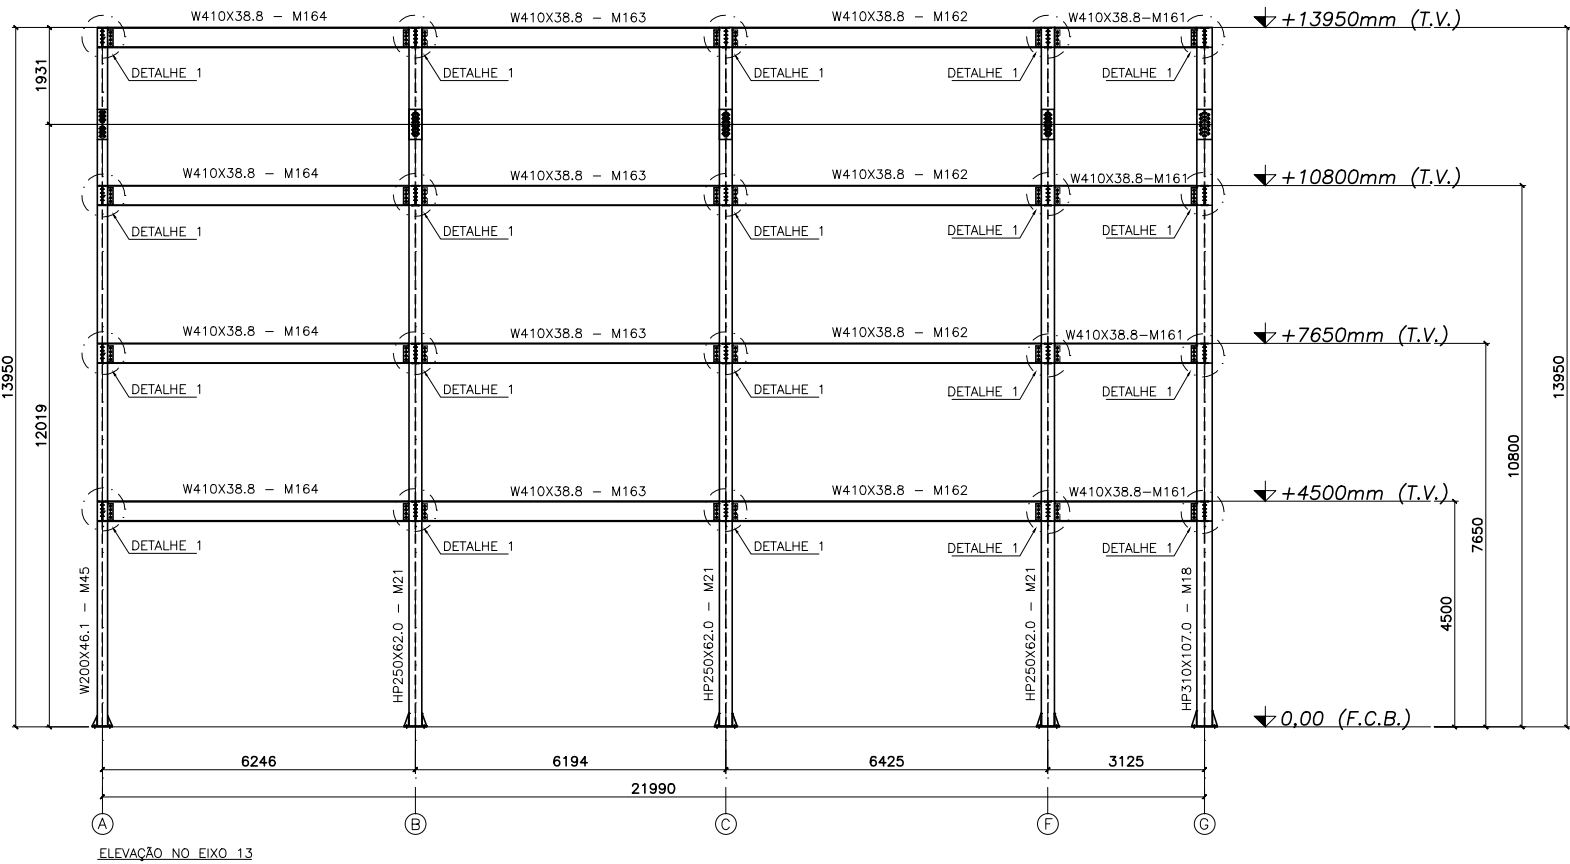 W410X38.8 - M164
W410X38.8 - M163
W410X38.8 - M162
W410X38.8-M161
+13950mm (T.V.)
DETALHE 1
DETALHE 1
DETALHE 1
DETALHE 1
DETALHE 1
1931
W410X38.8 - M164
W410X38.8 - M163
W410X38.8 - M162
W410X38.8-M161
+10800mm (T.V.)
DETALHE 1
DETALHE 1
DETALHE 1
DETALHE 1
DETALHE 1
W410X38.8 - M164
W410X38.8 - M163
W410X38.8 - M162
W410X38.8-M161
+7650mm (T.V.)
DETALHE 1
DETALHE 1
DETALHE 1
DETALHE 1
DETALHE 1
13950
12019
13950
10800
W410X38.8 - M164
W410X38.8 - M163
W410X38.8 - M162
W410X38.8-M161
+4500mm (T.V.)
DETALHE 1
DETALHE 1
DETALHE 1
DETALHE 1
DETALHE 1
7650
4500
W200X46.1 - M45
HP250X62.0 - M21
HP250X62.0 - M21
HP250X62.0 - M21
HP310X107.0 - M18
0,00 (F.C.B.)
6246
6194
6425
3125
21990
A
B
C
F
G
ELEVAÇÃO NO EIXO 13